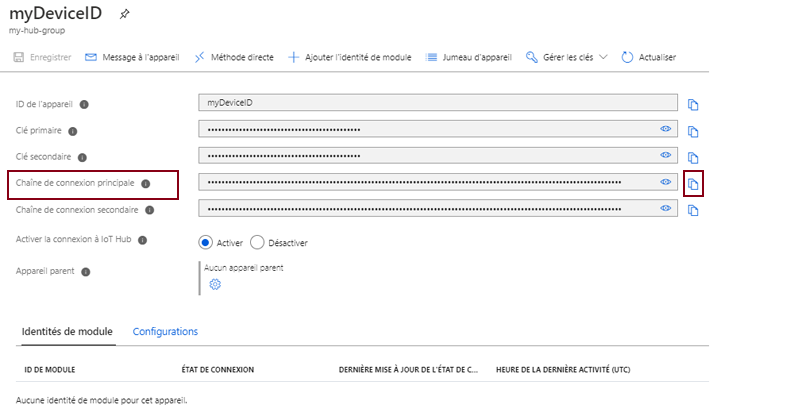 myDeviceID
my-hub-group
Enregistrer Message à l'appareil Méthode directe Ajouter l'identité de module Jumeau d'appareil Gérer les clés Actualiser
ID de l'appareil myDeviceID
Clé primaire ••••••••••••••••••••••••••••••••••••••••••••
Clé secondaire ••••••••••••••••••••••••••••••••••••••••••••
Chaîne de connexion principale
Chaîne de connexion secondaire
Activer la connexion à IoT Hub Activer Désactiver
Appareil parent Aucun appareil parent
Identités de module Configurations
ID DE MODULE ÉTAT DE CONNEXION DERNIÈRE MISE À JOUR DE L'ÉTAT DE C... HEURE DE LA DERNIÈRE ACTIVITÉ (UTC)
Aucune identité de module pour cet appareil.